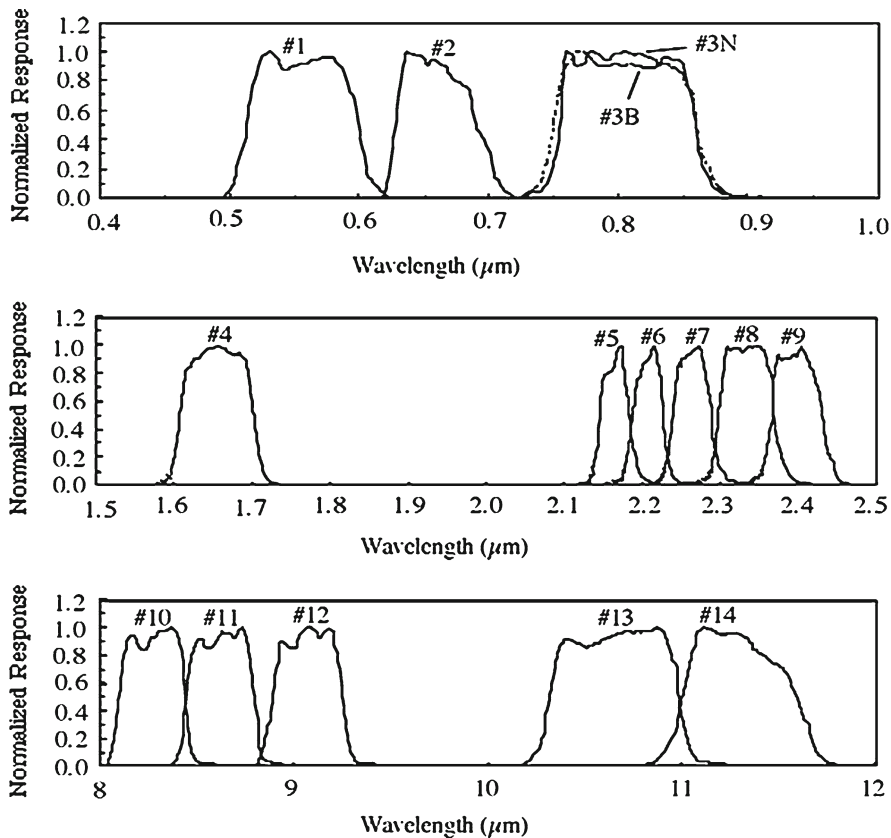 Normalized Response
1.2
1.0
0.8
0.6
0.4
0.2
0.0
#1
#2
#3N
#3B
0.4 0.5 0.6 0.7 0.8 0.9 1.0
Wavelength (μm)
Normalized Response
1.2
1.0
0.8
0.6
0.4
0.2
0.0
#4
#5 #6 #7 #8 #9
1.5 1.6 1.7 1.8 1.9 2.0 2.1 2.2 2.3 2.4 2.5
Wavelength (μm)
Normalized Response
1.2
1.0
0.8
0.6
0.4
0.2
0.0
#10 #11 #12 #13 #14
8 9 10 11 12
Wavelength (μm)